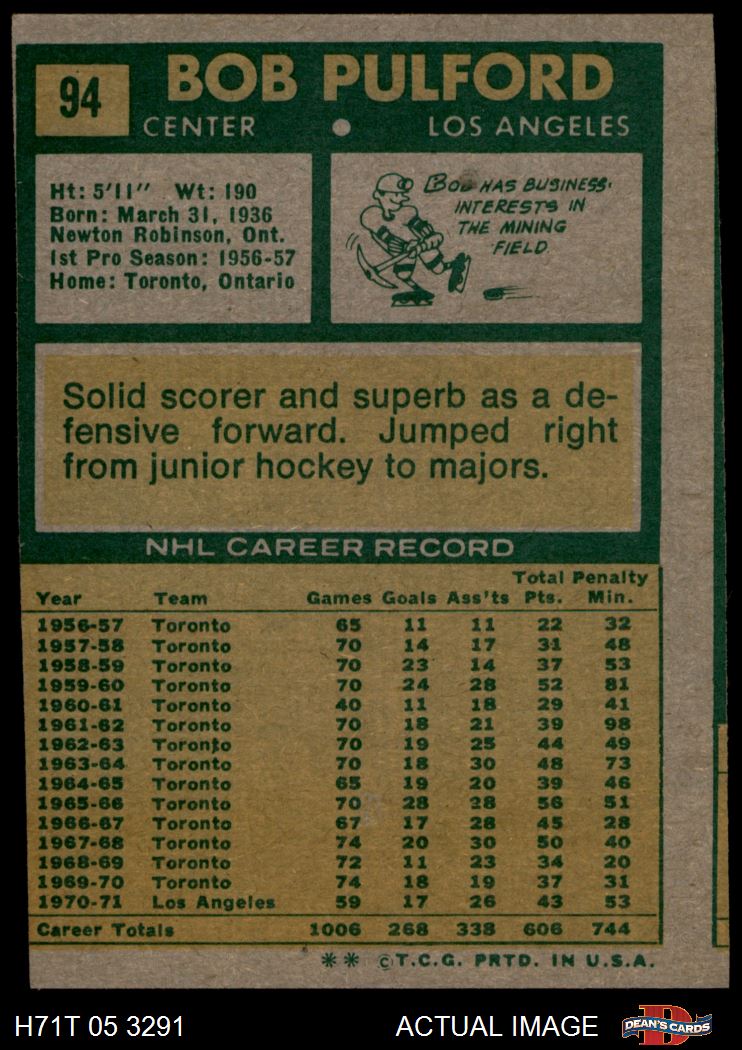 94
BOB PULFORD
CENTER • LOS ANGELES
Ht: 5'11" Wt: 190
Born: March 31, 1936
Newton Robinson, Ont.
1st Pro Season: 1956-57
Home: Toronto, Ontario
BOB HAS BUSINESS
INTERESTS IN
THE MINING
FIELD.
Solid scorer and superb as a de-
fensive forward. Jumped right
from junior hockey to majors.
NHL CAREER RECORD
Total Penalty
Year Team Games Goals Ass'ts Pts. Min.
1956-57 Toronto 65 11 11 22 32
1957-58 Toronto 70 14 17 31 48
1958-59 Toronto 70 23 14 37 53
1959-60 Toronto 70 24 28 52 81
1960-61 Toronto 40 11 18 29 41
1961-62 Toronto 70 18 21 39 98
1962-63 Toronto 70 19 25 44 49
1963-64 Toronto 70 18 30 48 73
1964-65 Toronto 65 19 20 39 46
1965-66 Toronto 70 28 28 56 51
1966-67 Toronto 67 17 28 45 28
1967-68 Toronto 74 20 30 50 40
1968-69 Toronto 72 11 23 34 20
1969-70 Toronto 74 18 19 37 31
1970-71 Los Angeles 59 17 26 43 53
Career Totals 1006 268 338 606 744
** ©T.C.G. PRTD. IN U.S.A.
H71T 05 3291 ACTUAL IMAGE D DEAN'S CARDS